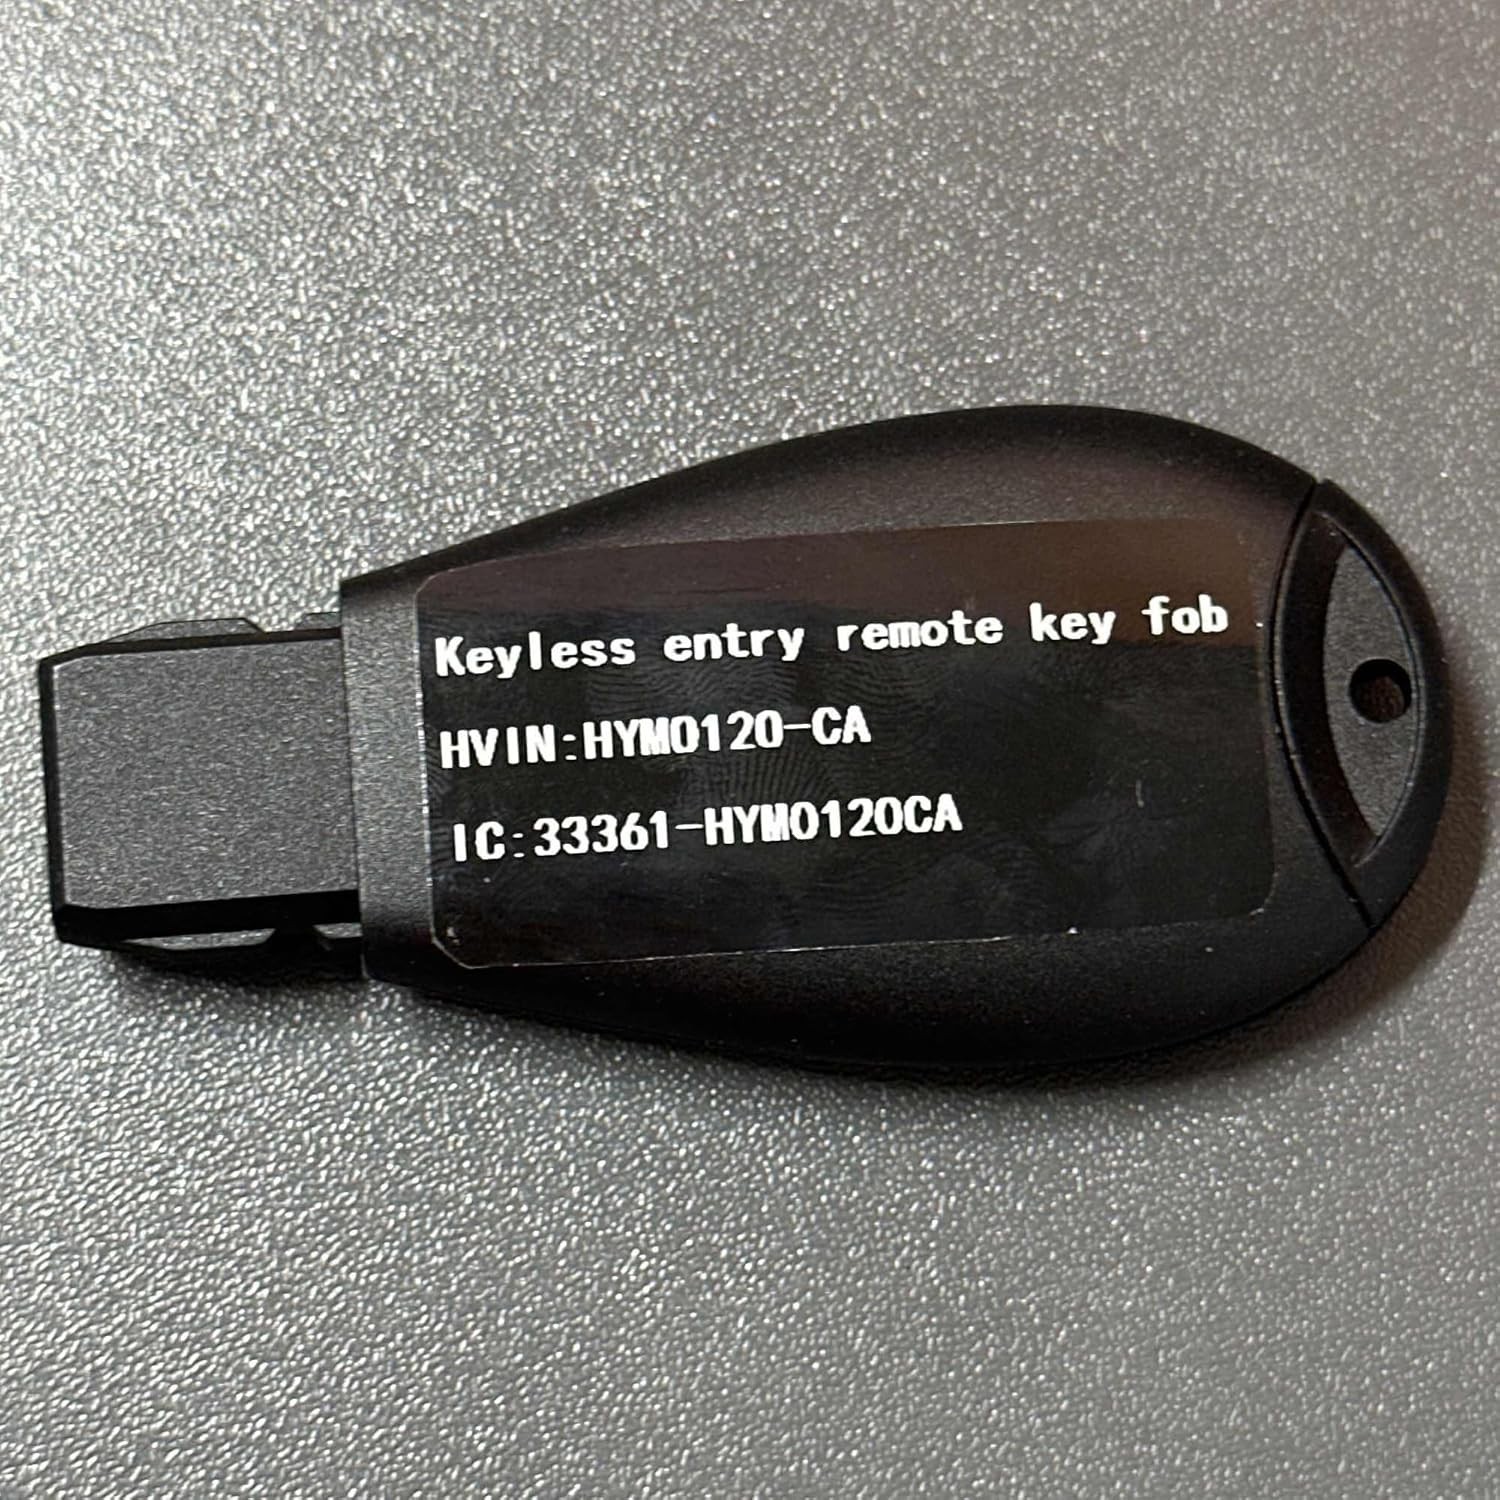 Keyless entry remote key fob
HVIN:HYM0120-CA
IC:33361-HYM0120CA